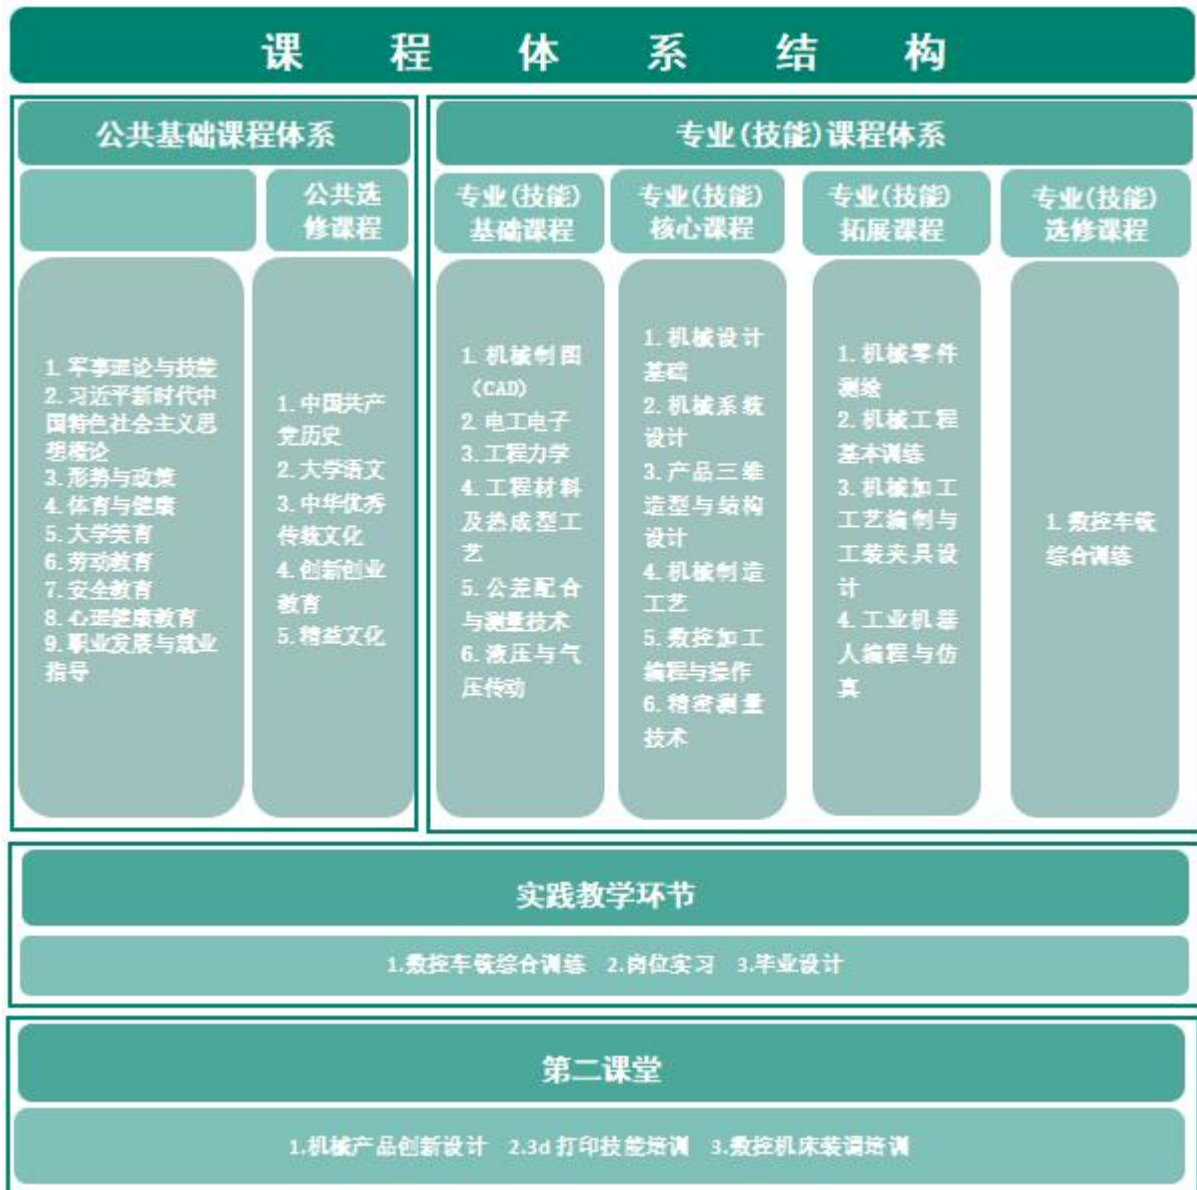 课程体系结构
公共基础课程体系
公共选
修课程
1.军事理论与技能
2.习近平新时代中
国特色社会主义思
想概论
3.形势与政策
4.体育与健康
5.大学美育
6.劳动教育
7.安全教育
8.心理健康教育
9.职业发展与就业
指导
1.中国共产
党历史
2.大学语文
3.中华优秀
传统文化
4.创新创业
教育
5.精益文化
专业(技能)课程体系
专业(技能)
基础课程
专业(技能)
核心课程
专业(技能)
拓展课程
专业(技能)
选修课程
1.机械制图
（CAD）
2.电工电子
3.工程力学
4.工程材料
及热成型工
艺
5.公差配合
与测量技术
6.液压与气
压传动
1.机械设计
基础
2.机械系统
设计
3.产品三维
造型与结构
设计
4.机械制造
工艺
5.数控加工
编程与操作
6.精密测量
技术
1.机械零件
测绘
2.机械工程
基本训练
3.机械加工
工艺编制与
工装夹具设
计
4.工业机器
人编程与仿
真
1.数控车铣
综合训练
实践教学环节
1.数控车铣综合训练 2.岗位实习 3.毕业设计
第二课堂
1.机械产品创新设计 2.3d打印技能培训 3.数控机床装调培训